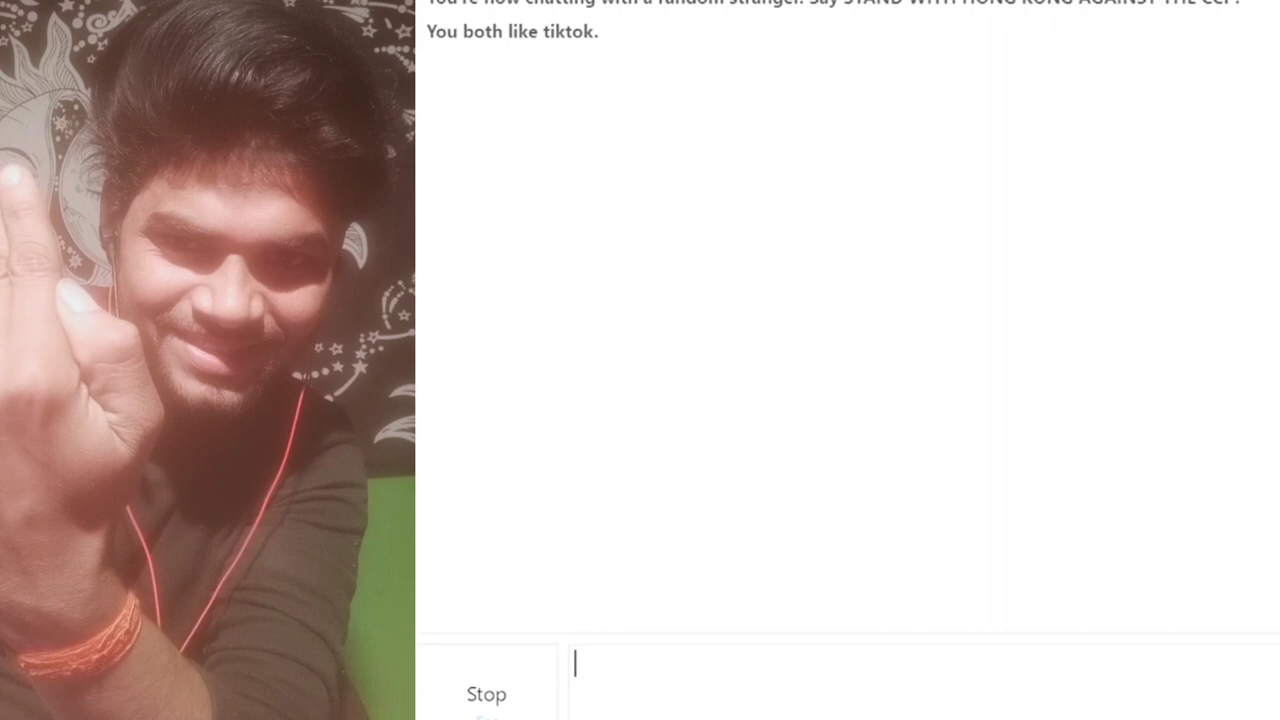 You're now chatting with a random stranger. Say STAND WITH HONG KONG AGAINST THE CCP!
You both like tiktok.
Stop
Esc